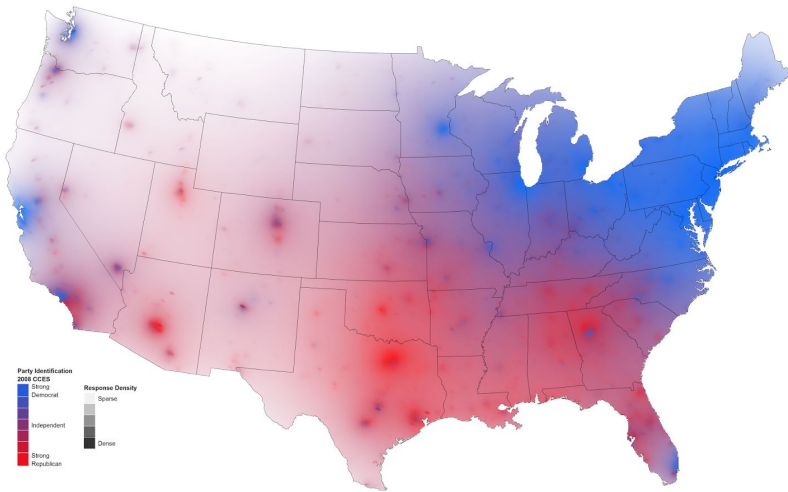 Party Identification
2008 CCES
Strong
Democrat
Independent
Strong
Republican
Response Density
Sparse
Dense